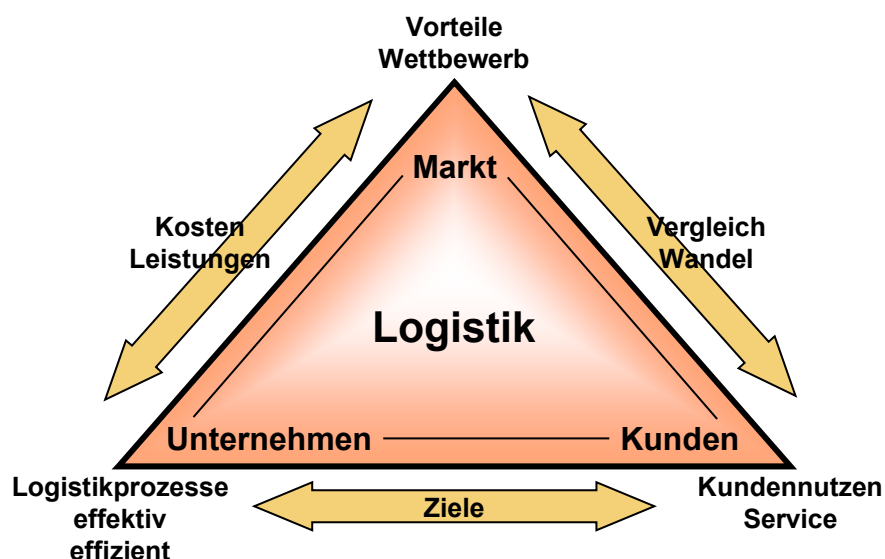 Vorteile
Wettbewerb
Markt
Kosten
Leistungen
Vergleich
Wandel
Logistik
Unternehmen
Kunden
Logistikprozesse
effektiv
effizient
Ziele
Kundennutzen
Service